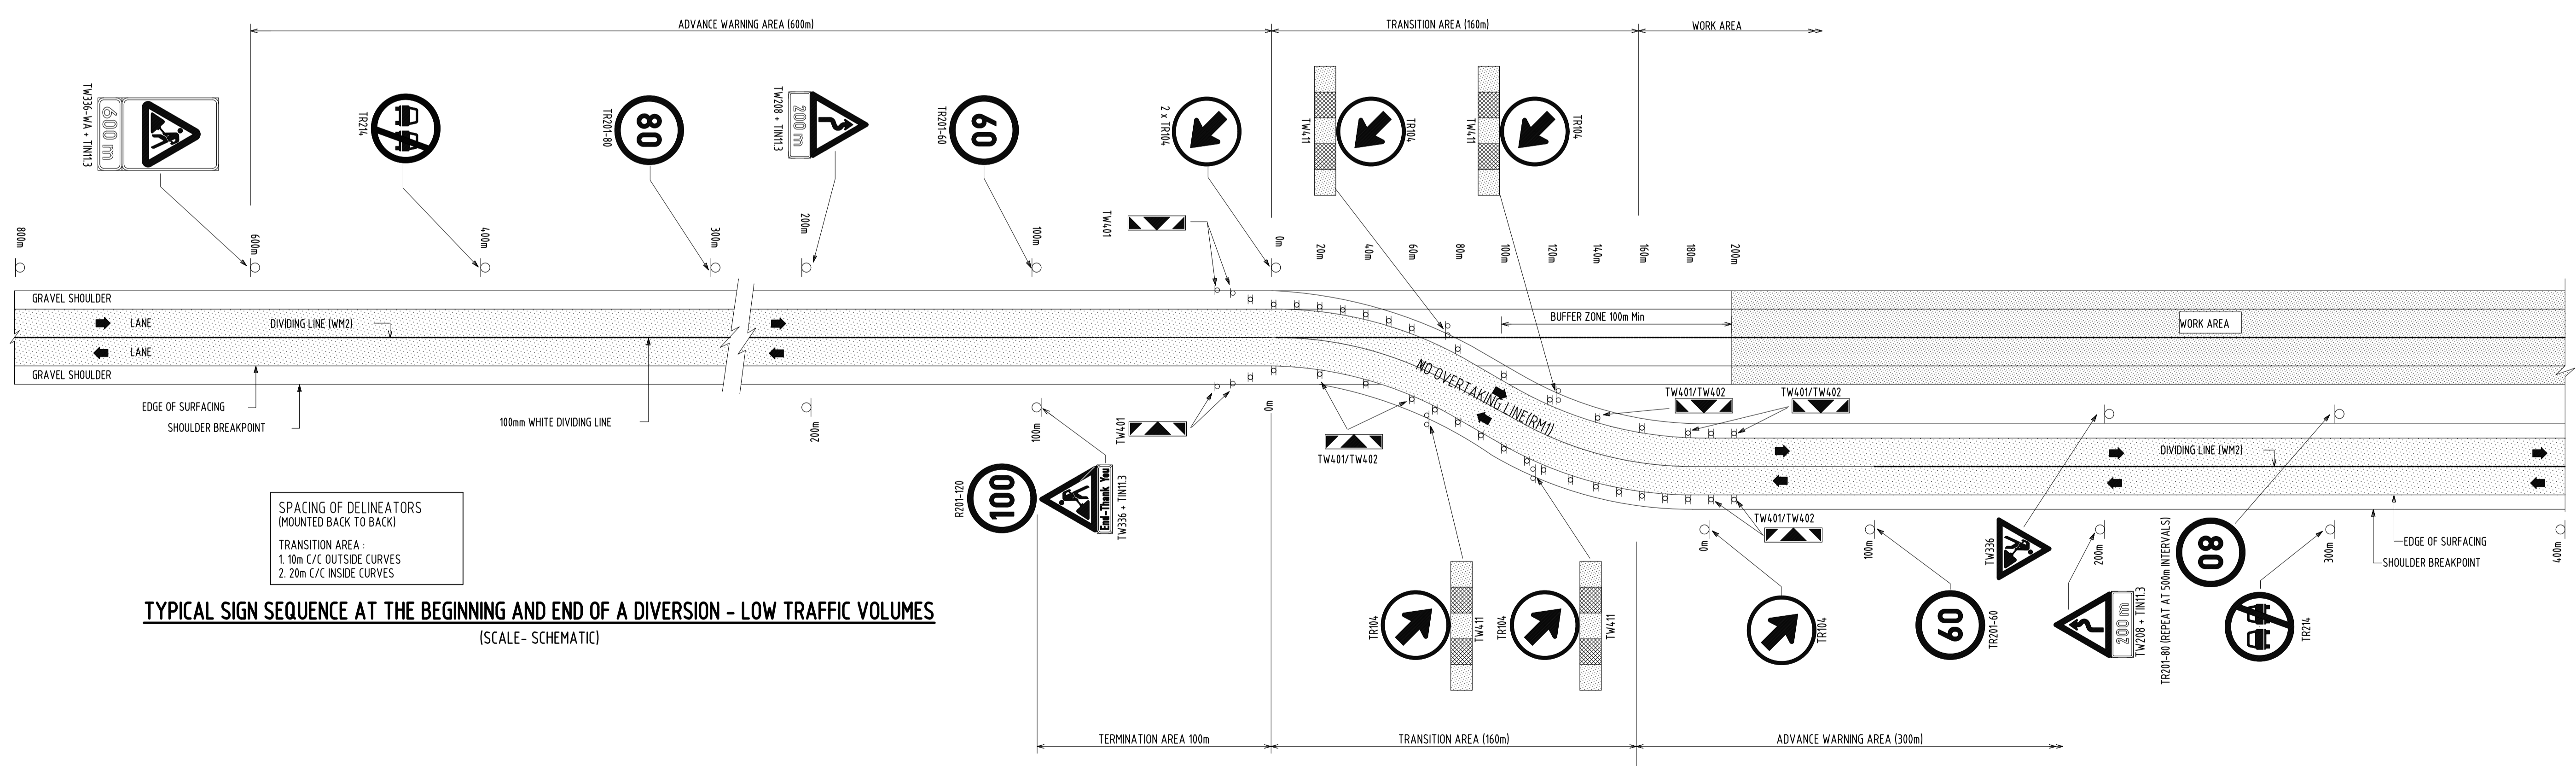 ADVANCE WARNING AREA (600m)
TRANSITION AREA (160m)
WORK AREA
TW336-WA + TIN11.3
600 m
TR214
TR201-80
80
TW208 + TIN11.3
200 m
TR201-60
60
2 x TR104
TW411
TR104
TW411
TR104
TW401
800m
600m
400m
300m
200m
100m
0m
20m
40m
60m
80m
100m
120m
140m
160m
180m
200m
GRAVEL SHOULDER
LANE
DIVIDING LINE (WM2)
LANE
GRAVEL SHOULDER
BUFFER ZONE 100m Min
WORK AREA
NO OVERTAKING LINE(RM1)
EDGE OF SURFACING
SHOULDER BREAKPOINT
100mm WHITE DIVIDING LINE
200m
100m
0m
TW401
TW401/TW402
TW401/TW402
TW401/TW402
TW401/TW402
DIVIDING LINE (WM2)
R201-120
100
End-Thank You
TW336 + TIN11.3
0m
100m
200m
300m
400m
EDGE OF SURFACING
SHOULDER BREAKPOINT
TW336
80
TR201-80 (REPEAT AT 500m INTERVALS)
SPACING OF DELINEATORS
(MOUNTED BACK TO BACK)
TRANSITION AREA :
1. 10m C/C OUTSIDE CURVES
2. 20m C/C INSIDE CURVES
TR104
TW411
TR104
TW411
TR104
60
TR201-60
200 m
TW208 + TIN11.3
TR214
TYPICAL SIGN SEQUENCE AT THE BEGINNING AND END OF A DIVERSION - LOW TRAFFIC VOLUMES
(SCALE- SCHEMATIC)
TERMINATION AREA 100m
TRANSITION AREA (160m)
ADVANCE WARNING AREA (300m)